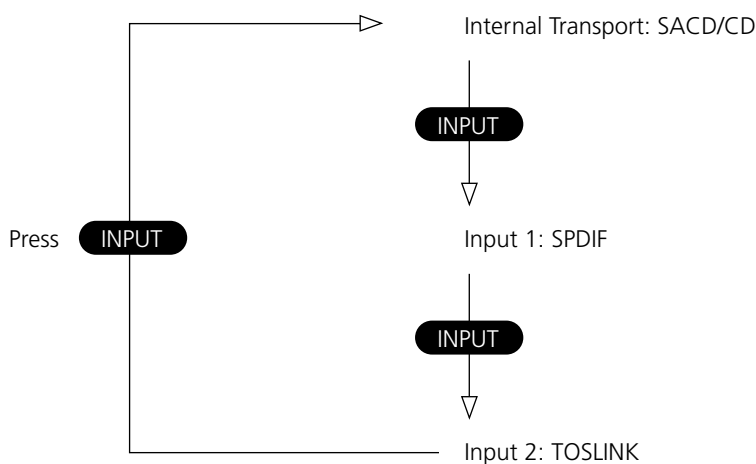 Internal Transport: SACD/CD
INPUT
Press INPUT
Input 1: SPDIF
INPUT
Input 2: TOSLINK